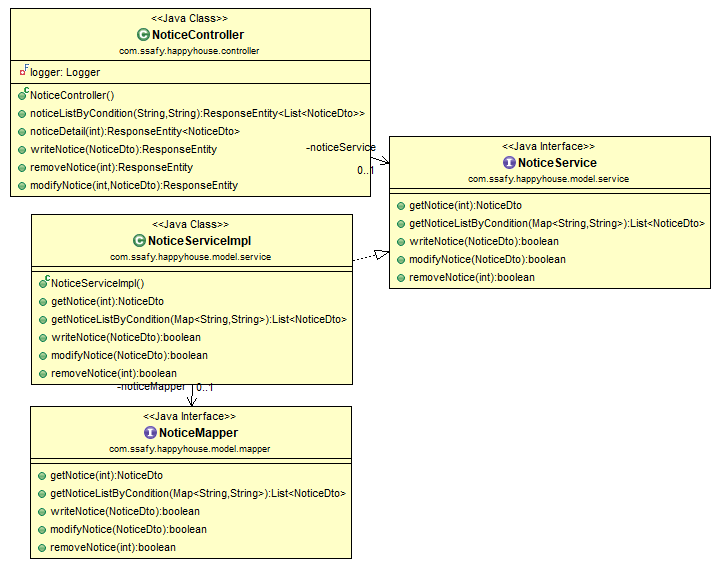 <<Java Class>>
NoticeController
com.ssafy.happyhouse.controller
logger: Logger
NoticeController()
noticeListByCondition(String,String):ResponseEntity<List<NoticeDto>>
noticeDetail(int):ResponseEntity<NoticeDto>
writeNotice(NoticeDto):ResponseEntity
removeNotice(int):ResponseEntity
modifyNotice(int,NoticeDto):ResponseEntity
-noticeService
0..1
<<Java Interface>>
NoticeService
com.ssafy.happyhouse.model.service
getNotice(int):NoticeDto
getNoticeListByCondition(Map<String,String>):List<NoticeDto>
writeNotice(NoticeDto):boolean
modifyNotice(NoticeDto):boolean
removeNotice(int):boolean
<<Java Class>>
NoticeServiceImpl
com.ssafy.happyhouse.model.service
NoticeServiceImpl()
getNotice(int):NoticeDto
getNoticeListByCondition(Map<String,String>):List<NoticeDto>
writeNotice(NoticeDto):boolean
modifyNotice(NoticeDto):boolean
removeNotice(int):boolean
-noticeMapper
0..1
<<Java Interface>>
NoticeMapper
com.ssafy.happyhouse.model.mapper
getNotice(int):NoticeDto
getNoticeListByCondition(Map<String,String>):List<NoticeDto>
writeNotice(NoticeDto):boolean
modifyNotice(NoticeDto):boolean
removeNotice(int):boolean